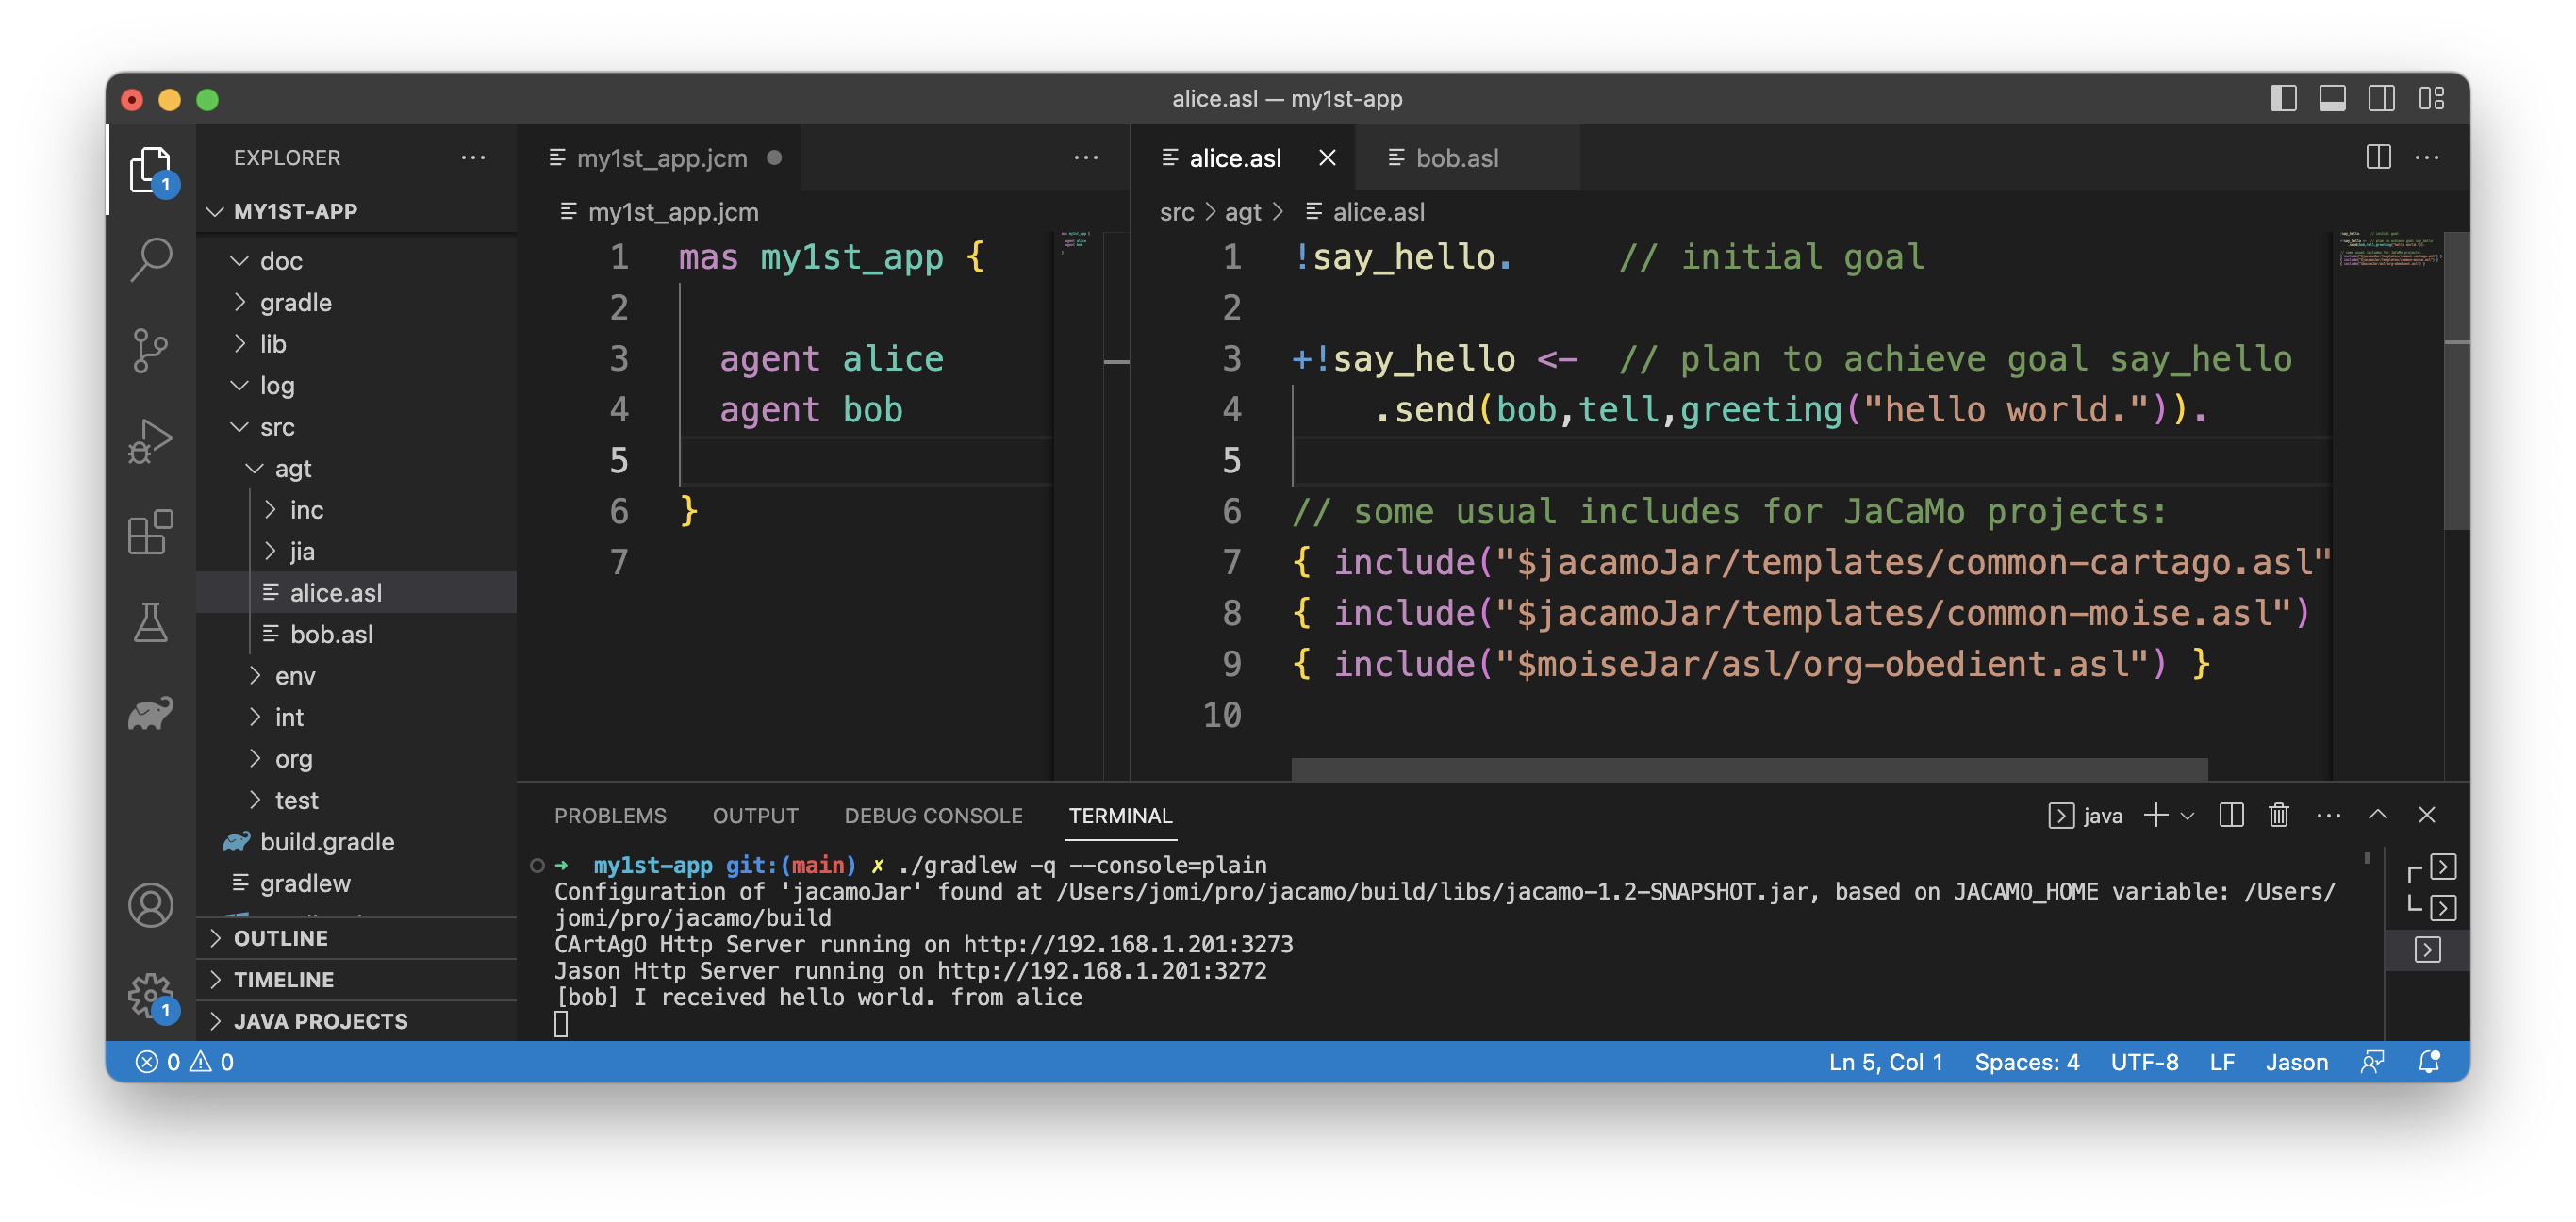 alice.asl — my1st-app
EXPLORER
MY1ST-APP
doc
gradle
lib
log
src
agt
inc
jia
alice.asl
bob.asl
env
int
org
test
build.gradle
gradlew
OUTLINE
TIMELINE
JAVA PROJECTS
1
1
my1st_app.jcm
my1st_app.jcm
1 mas my1st_app {
2
3 agent alice
4 agent bob
5
6 }
7
alice.asl
bob.asl
src > agt > alice.asl
1 !say_hello. // initial goal
2
3 +!say_hello <- // plan to achieve goal say_hello
4 .send(bob,tell,greeting("hello world.")).
5
6 // some usual includes for JaCaMo projects:
7 { include("$jacamoJar/templates/common-cartago.asl"
8 { include("$jacamoJar/templates/common-moise.asl")
9 { include("$moiseJar/asl/org-obedient.asl") }
10
PROBLEMS OUTPUT DEBUG CONSOLE TERMINAL
java
➜ my1st-app git:(main) ✗ ./gradlew -q --console=plain
Configuration of 'jacamoJar' found at /Users/jomi/pro/jacamo/build/libs/jacamo-1.2-SNAPSHOT.jar, based on JACAMO_HOME variable: /Users/
jomi/pro/jacamo/build
CArtAgO Http Server running on http://192.168.1.201:3273
Jason Http Server running on http://192.168.1.201:3272
[bob] I received hello world. from alice
0 0
Ln 5, Col 1 Spaces: 4 UTF-8 LF Jason